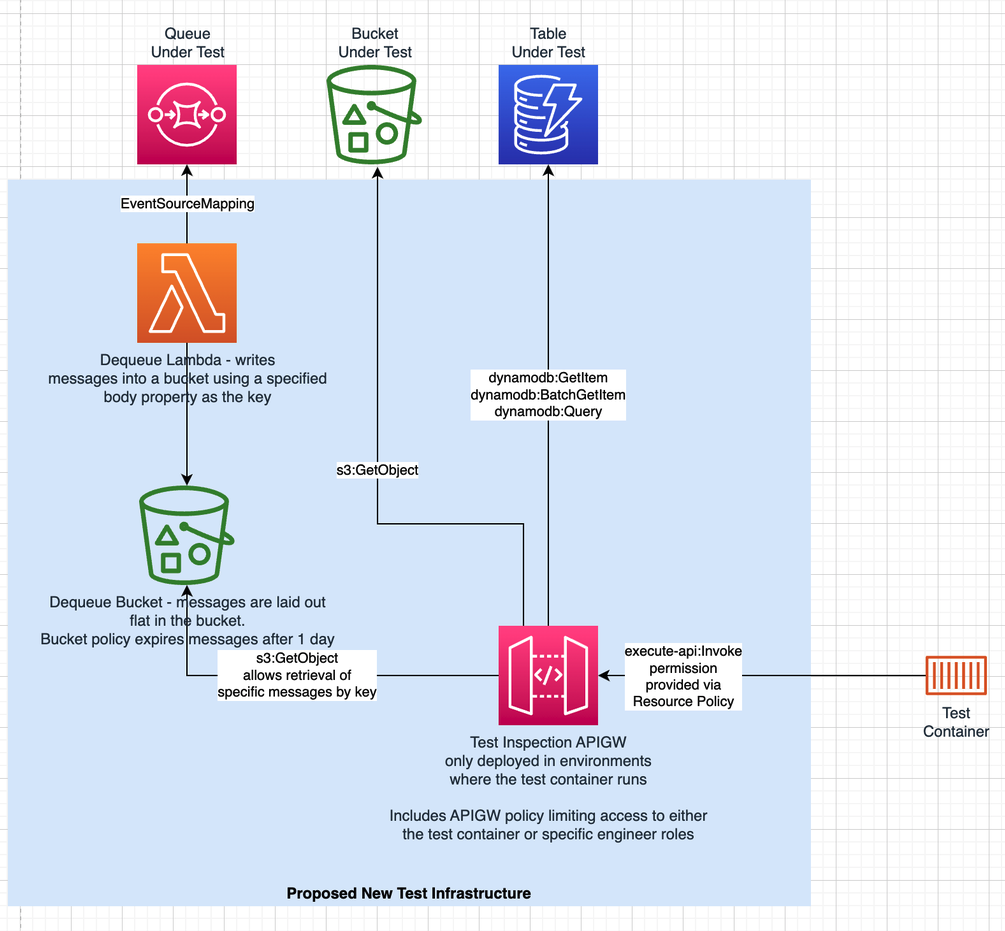 Queue
Under Test
Bucket
Under Test
Table
Under Test
EventSourceMapping
Dequeue Lambda - writes
messages into a bucket using a specified
body property as the key
dynamodb:GetItem
dynamodb:BatchGetItem
dynamodb:Query
s3:GetObject
Dequeue Bucket - messages are laid out
flat in the bucket.
Bucket policy expires messages after 1 day
s3:GetObject
allows retrieval of
specific messages by key
</>
execute-api:Invoke
permission
provided via
Resource Policy
Test
Container
Test Inspection APIGW
only deployed in environments
where the test container runs
Includes APIGW policy limiting access to either
the test container or specific engineer roles
Proposed New Test Infrastructure